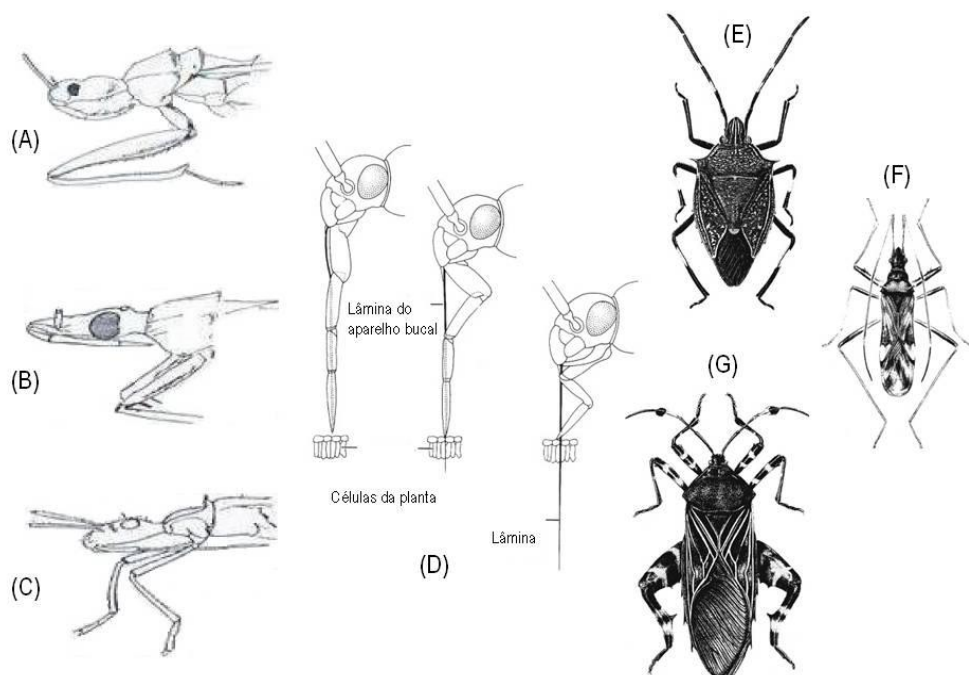 (A)
(B)
(C)
Lâmina do
aparelho bucal
Células da planta
Lâmina
(D)
(E)
(F)
(G)